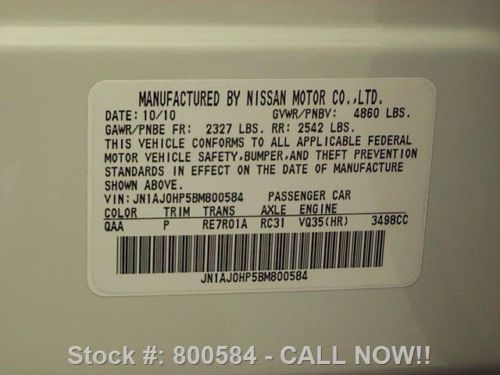 MANUFACTURED BY NISSAN MOTOR CO.,LTD.
DATE: 10/10 GVWR/PNBV: 4860 LBS.
GAWR/PNBE FR: 2327 LBS. RR: 2542 LBS.
THIS VEHICLE CONFORMS TO ALL APPLICABLE FEDERAL
MOTOR VEHICLE SAFETY,BUMPER,AND THEFT PREVENTION
STANDARDS IN EFFECT ON THE DATE OF MANUFACTURE
SHOWN ABOVE.
VIN: JN1AJ0HP5BM800584 PASSENGER CAR
COLOR TRIM TRANS AXLE ENGINE
QAA P RE7R01A RC31 VQ35(HR) 3498CC
JN1AJ0HP5BM800584
Stock #: 800584 - CALL NOW!!